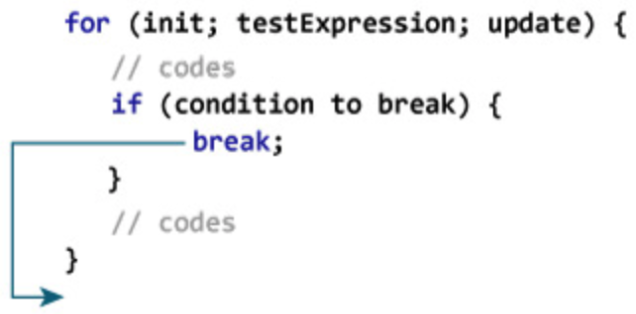 for (init; testExpression; update) {
// codes
if (condition to break) {
break;
}
// codes
}